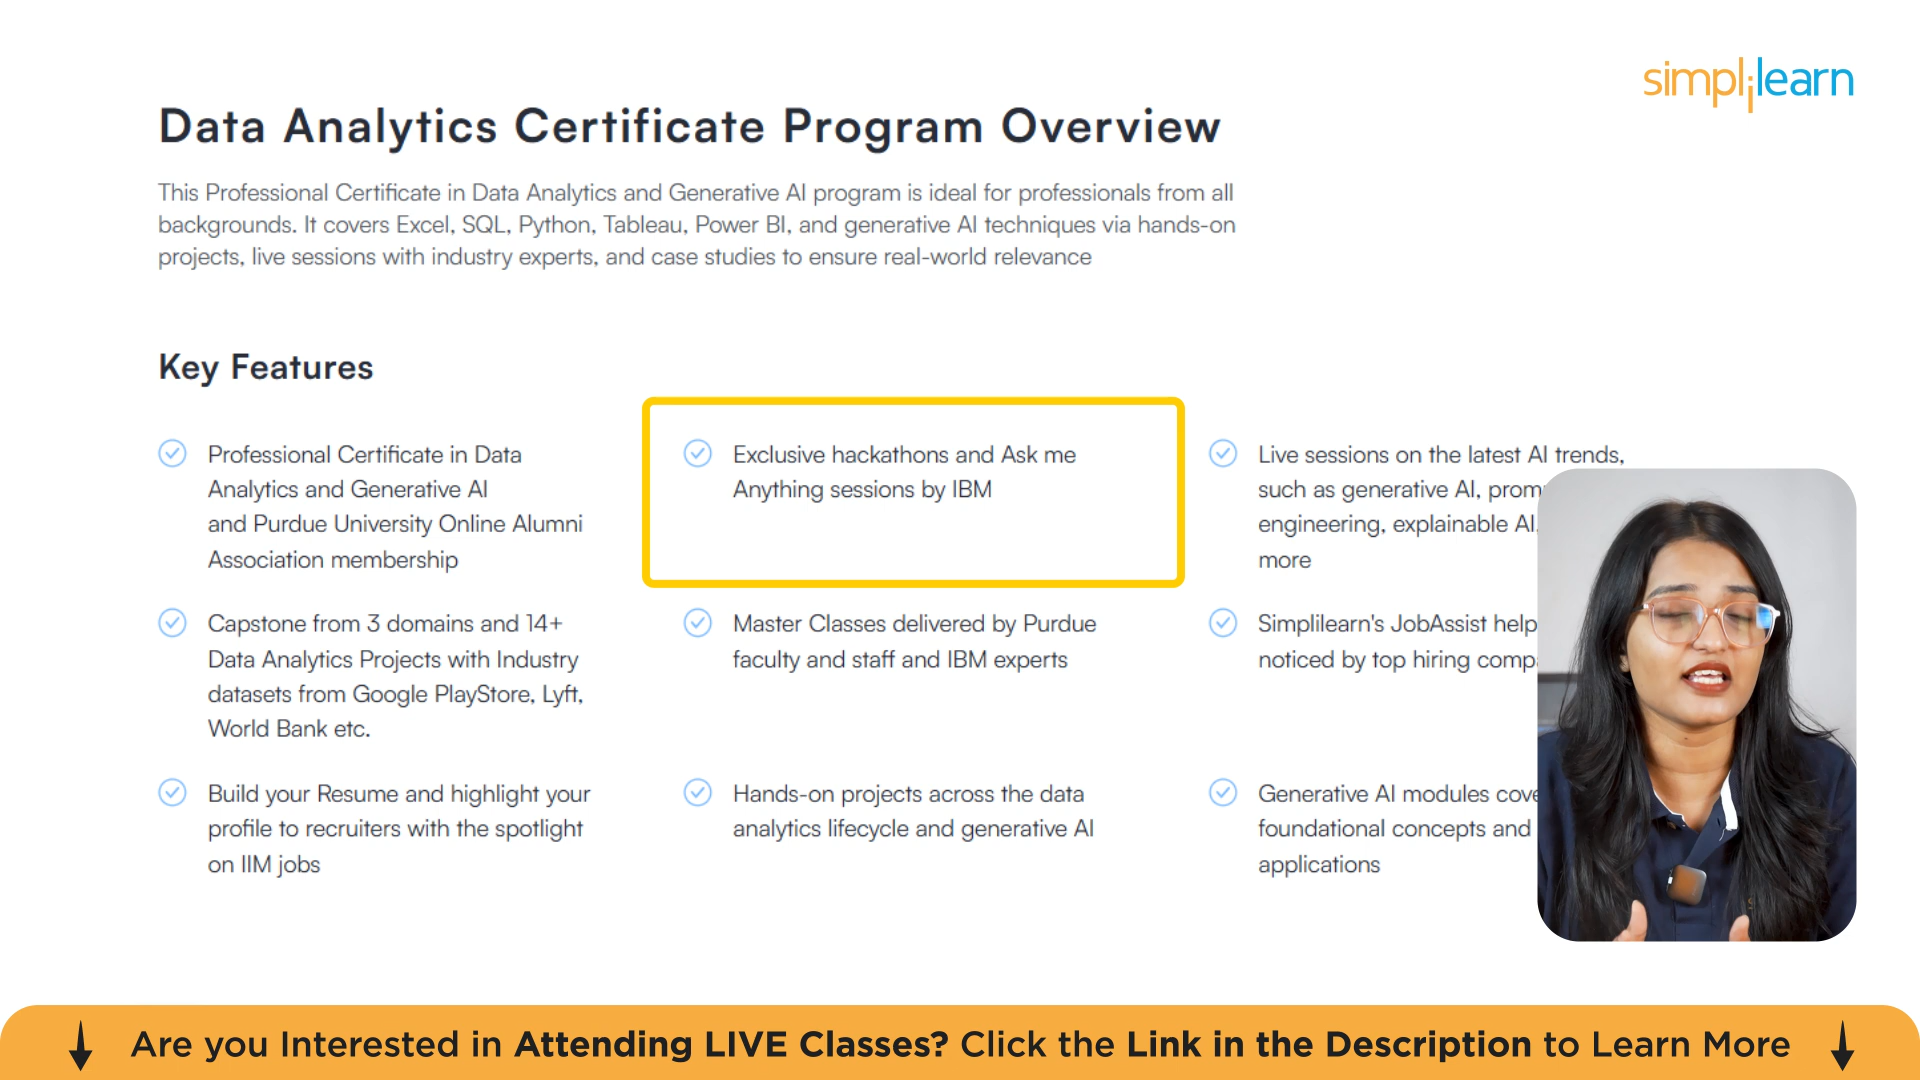 simplilearn
Data Analytics Certificate Program Overview
This Professional Certificate in Data Analytics and Generative AI program is ideal for professionals from all
backgrounds. It covers Excel, SQL, Python, Tableau, Power BI, and generative AI techniques via hands-on
projects, live sessions with industry experts, and case studies to ensure real-world relevance
Key Features
Professional Certificate in Data
Analytics and Generative AI
and Purdue University Online Alumni
Association membership
Exclusive hackathons and Ask me
Anything sessions by IBM
Live sessions on the latest AI trends,
such as generative AI,
engineering, explainable AI,
more
Capstone from 3 domains and 14+
Data Analytics Projects with Industry
datasets from Google PlayStore, Lyft,
World Bank etc.
Master Classes delivered by Purdue
faculty and staff and IBM experts
Simplilearn's JobAssist help
noticed by top hiring
Build your Resume and highlight your
profile to recruiters with the spotlight
on IIM jobs
Hands-on projects across the data
analytics lifecycle and generative AI
Generative AI modules
foundational concepts and
applications
Are you Interested in Attending LIVE Classes? Click the Link in the Description to Learn More